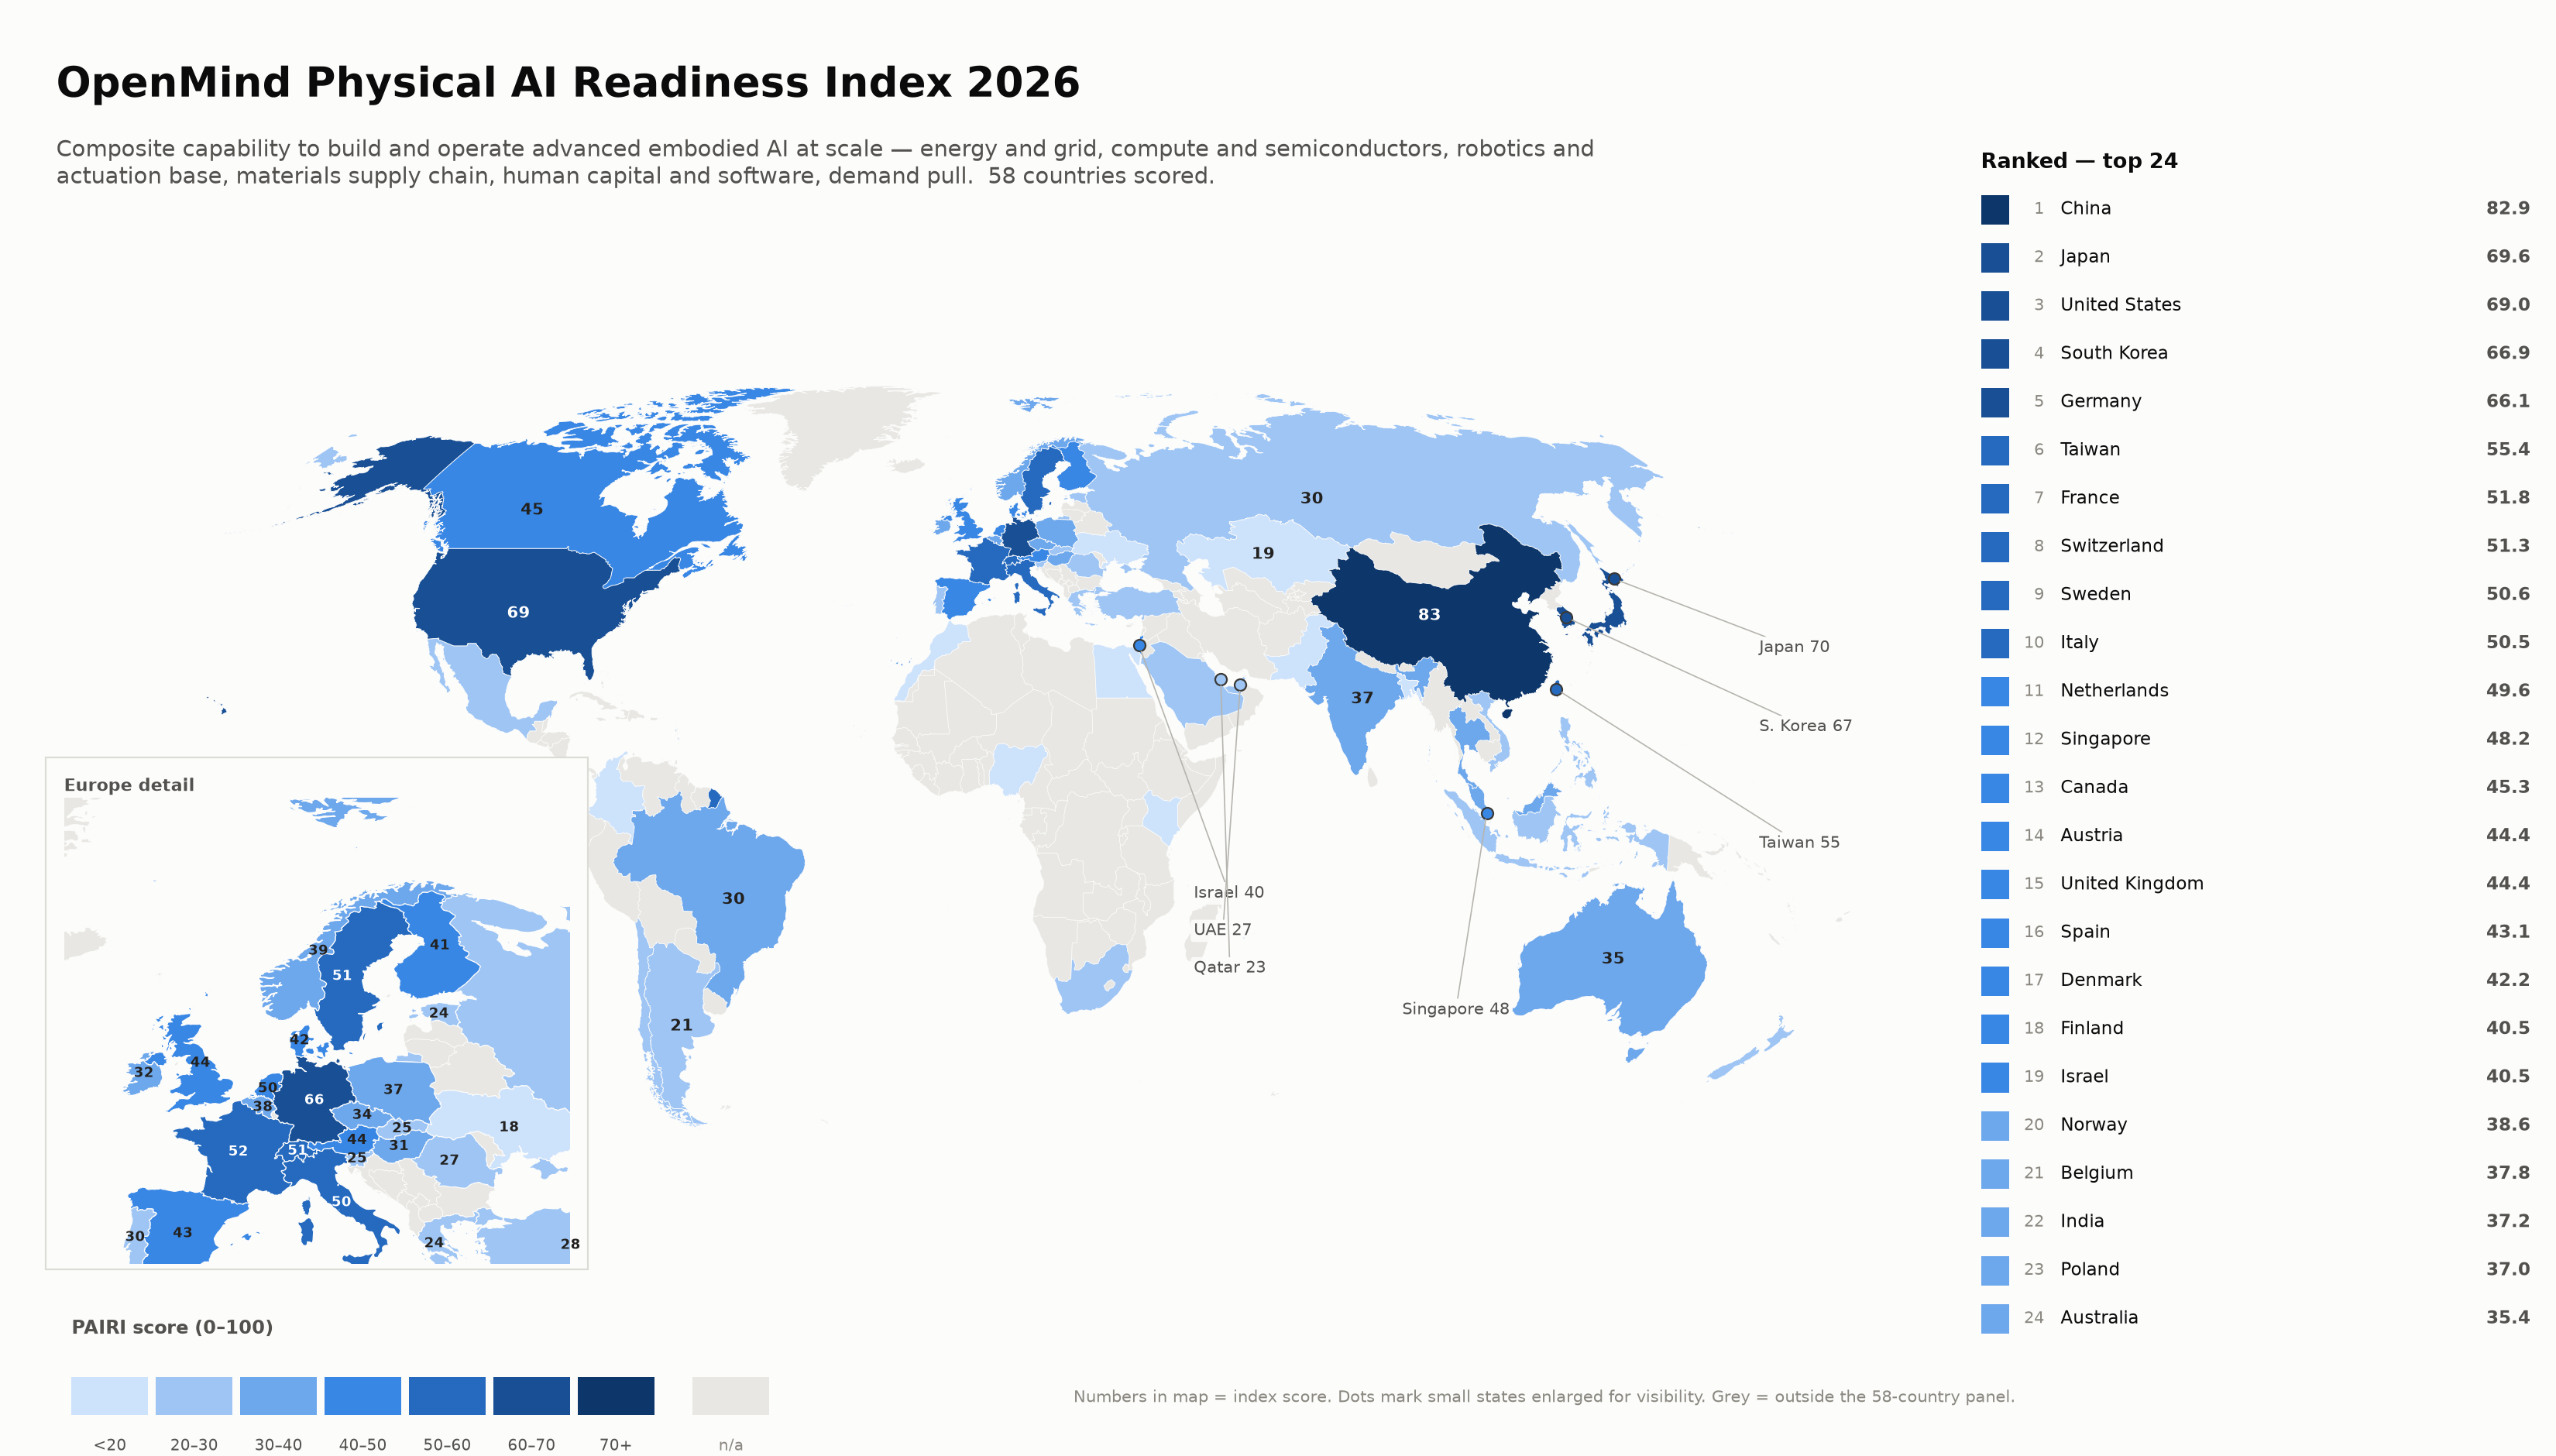 OpenMind Physical AI Readiness Index 2026
Composite capability to build and operate advanced embodied AI at scale — energy and grid, compute and semiconductors, robotics and
actuation base, materials supply chain, human capital and software, demand pull.  58 countries scored.
Ranked — top 24
1 China 82.9
2 Japan 69.6
3 United States 69.0
4 South Korea 66.9
5 Germany 66.1
6 Taiwan 55.4
7 France 51.8
8 Switzerland 51.3
9 Sweden 50.6
10 Italy 50.5
11 Netherlands 49.6
12 Singapore 48.2
13 Canada 45.3
14 Austria 44.4
15 United Kingdom 44.4
16 Spain 43.1
17 Denmark 42.2
18 Finland 40.5
19 Israel 40.5
20 Norway 38.6
21 Belgium 37.8
22 India 37.2
23 Poland 37.0
24 Australia 35.4
45
30
19
69
83
37
Japan 70
S. Korea 67
Taiwan 55
Israel 40
UAE 27
Qatar 23
Singapore 48
30
35
21
Europe detail
39
41
51
24
42
44
32
50
66
37
38
34
25
18
44
31
52
51
25
27
50
30
43
24
28
PAIRI score (0–100)
<20
20–30
30–40
40–50
50–60
60–70
70+
n/a
Numbers in map = index score. Dots mark small states enlarged for visibility. Grey = outside the 58-country panel.